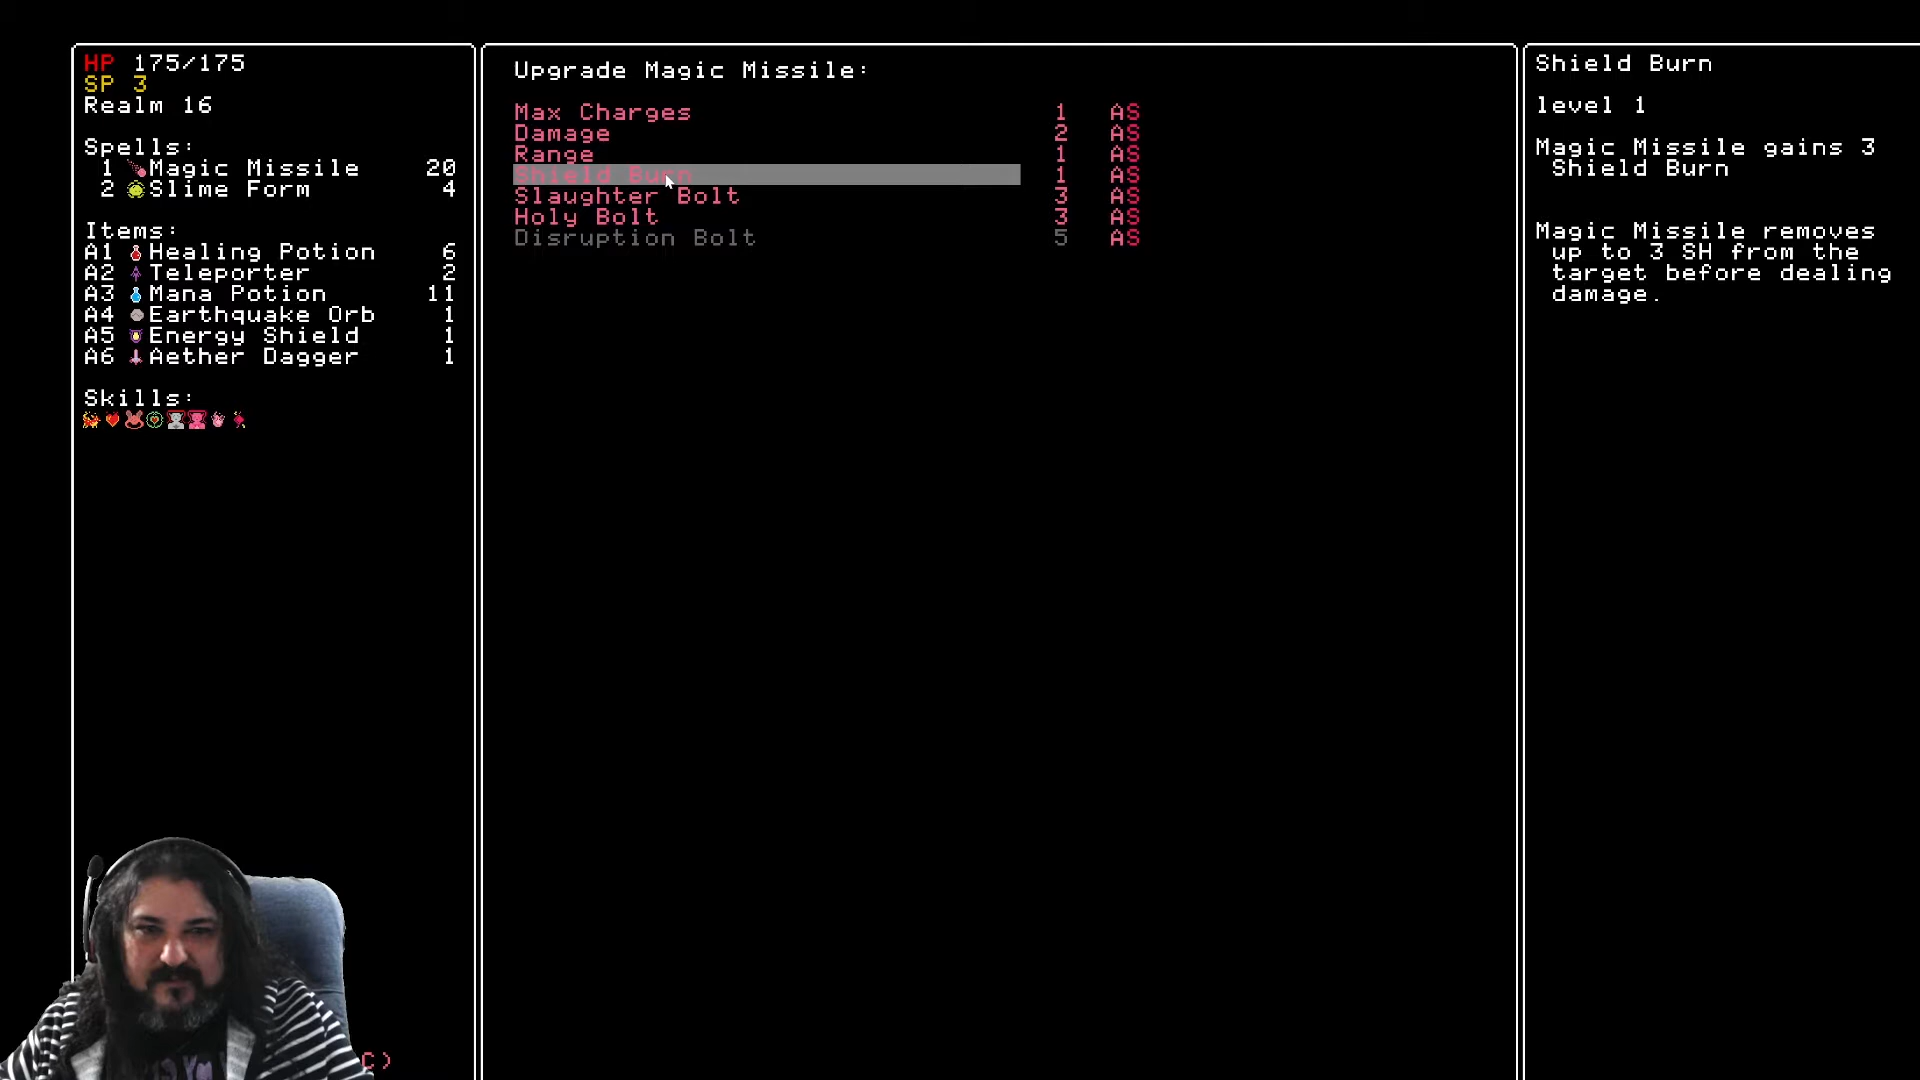 HP 175/175
SP 3
Realm 16
Spells:
1 Magic Missile 20
2 Slime Form 4
Items:
A1 Healing Potion 6
A2 Teleporter 2
A3 Mana Potion 11
A4 Earthquake Orb 1
A5 Energy Shield 1
A6 Aether Dagger 1
Skills:
C)
Upgrade Magic Missile:
Max Charges 1 AS
Damage 2 AS
Range 1 AS
Shield Burn 1 AS
Slaughter Bolt 3 AS
Holy Bolt 3 AS
Disruption Bolt 5 AS
Shield Burn
level 1
Magic Missile gains 3
Shield Burn
Magic Missile removes
up to 3 SH from the
target before dealing
damage.